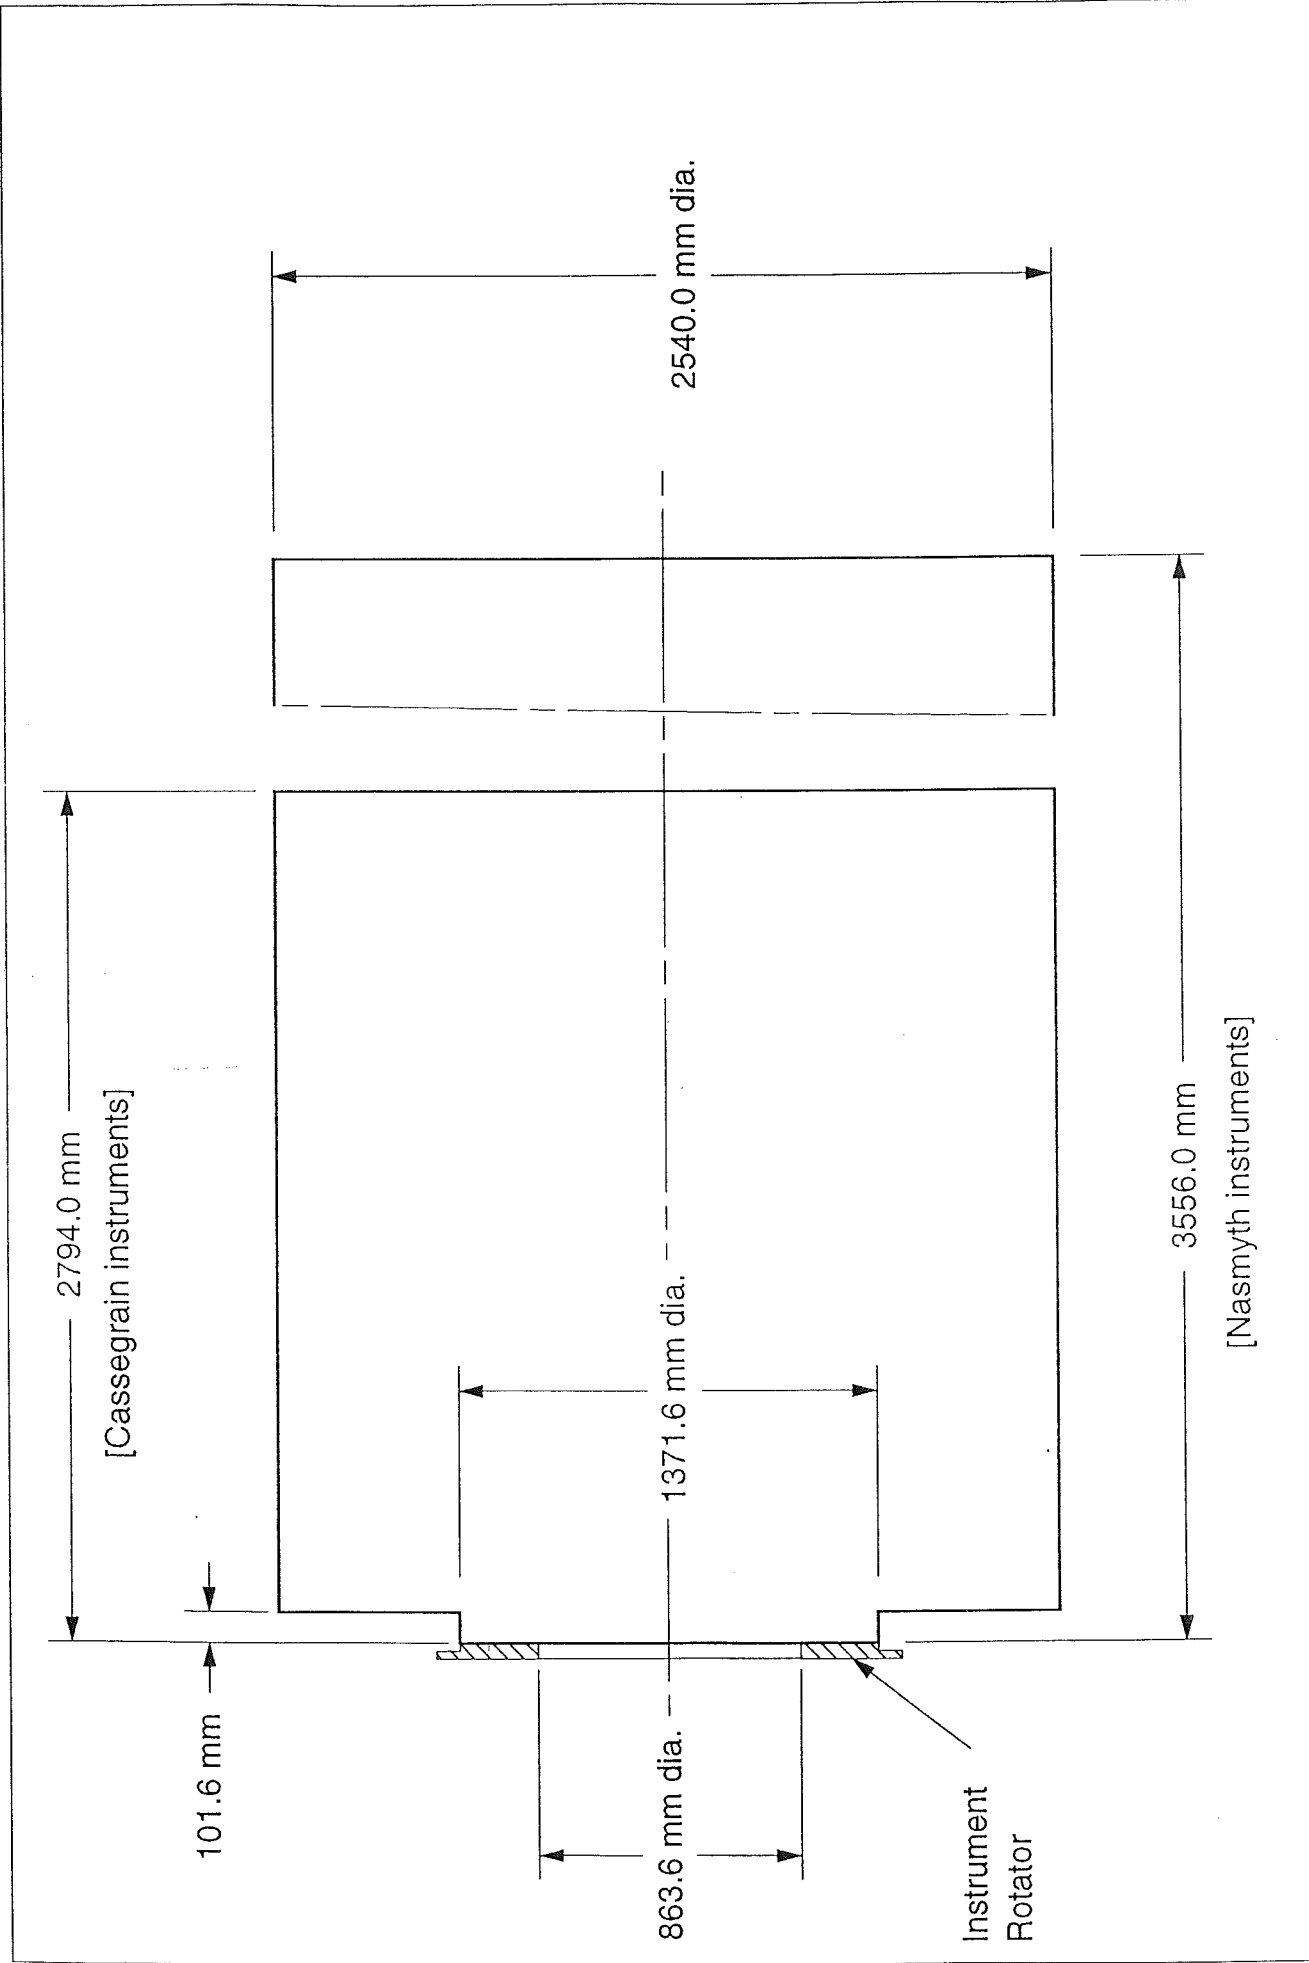 2794.0 mm
[Cassegrain instruments]
101.6 mm
863.6 mm dia.
1371.6 mm dia.
2540.0 mm dia.
Instrument
Rotator
3556.0 mm
[Nasmyth instruments]